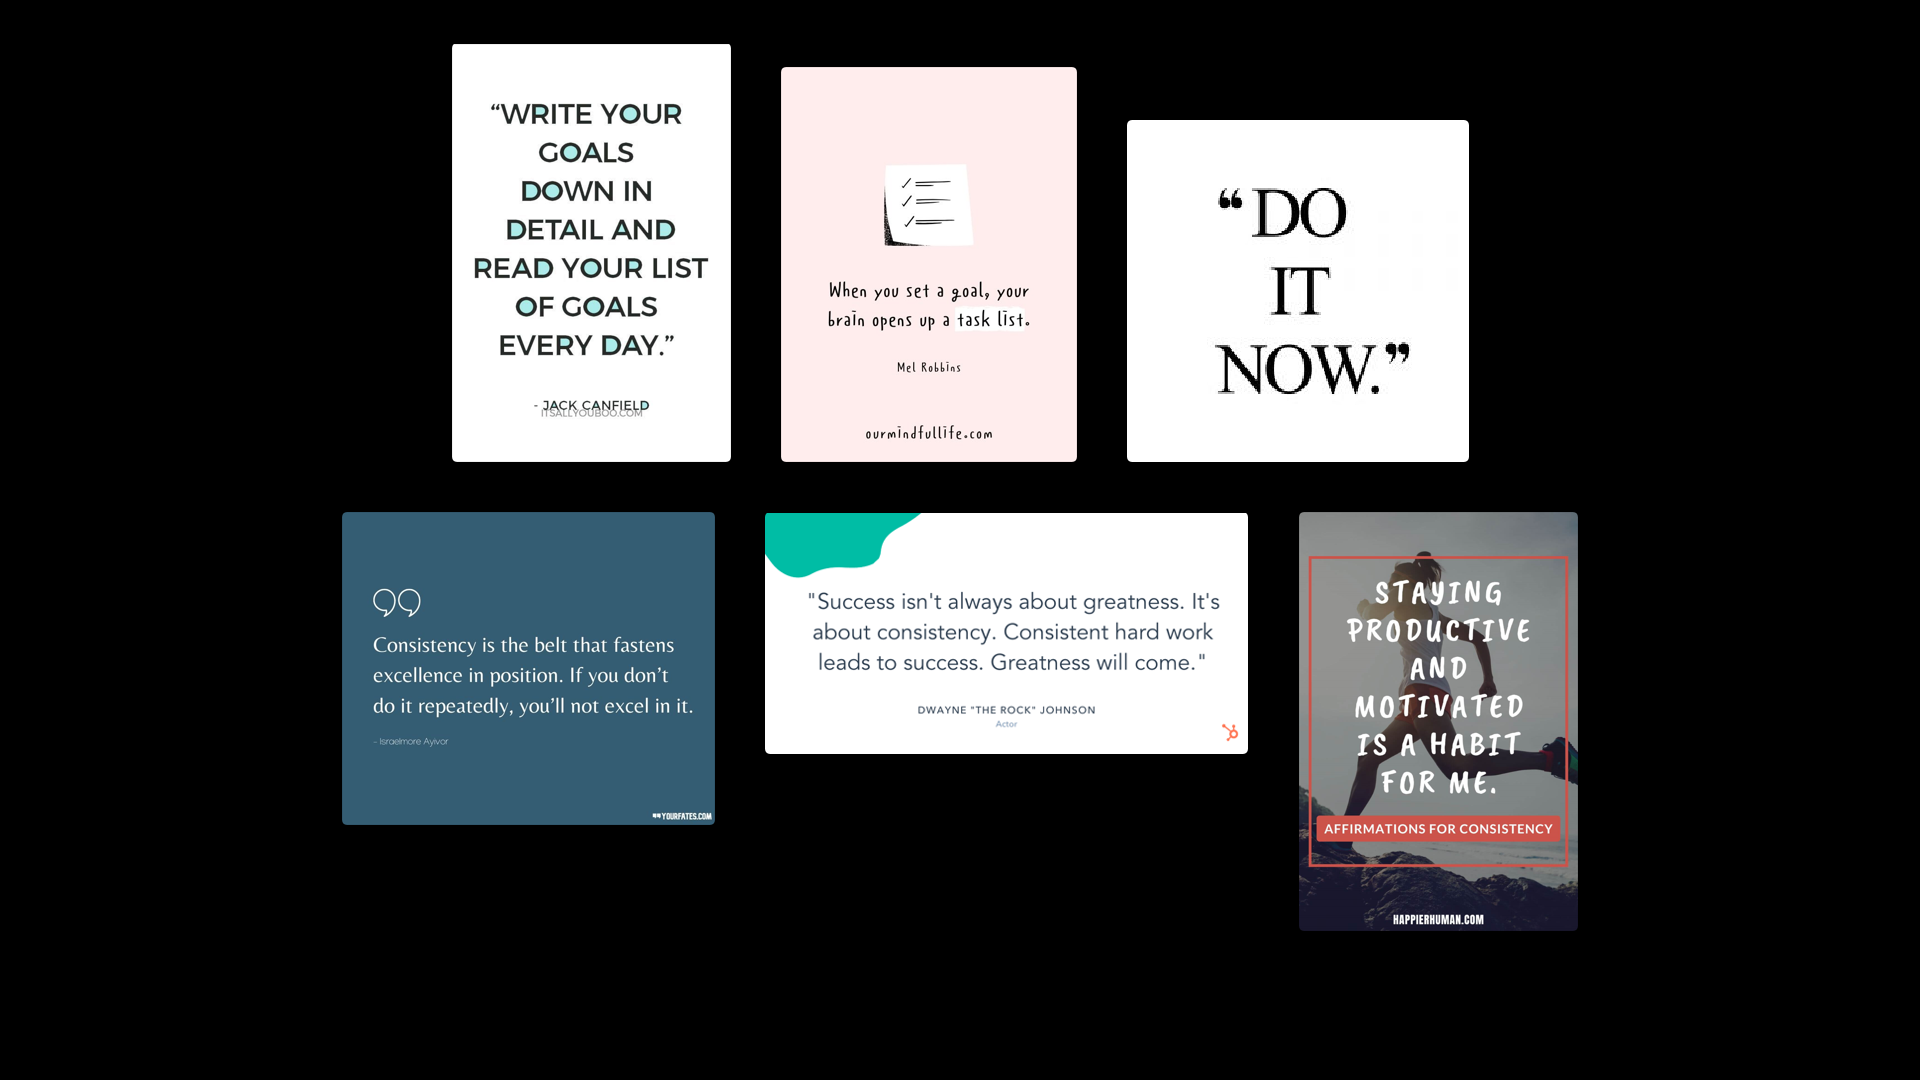 “WRITE YOUR
GOALS
DOWN IN
DETAIL AND
READ YOUR LIST
OF GOALS
EVERY DAY.”
- JACK CANFIELD
ITSALLYOUBOO.COM
When you set a goal, your
brain opens up a task list.
Mel Robbins
ourmindfullife.com
“DO
IT
NOW.”
Consistency is the belt that fastens
excellence in position. If you don’t
do it repeatedly, you’ll not excel in it.
- Israelmore Ayivor
YOURFATES.COM
"Success isn't always about greatness. It's
about consistency. Consistent hard work
leads to success. Greatness will come."
DWAYNE "THE ROCK" JOHNSON
Actor
STAYING
PRODUCTIVE
AND
MOTIVATED
IS A HABIT
FOR ME.
AFFIRMATIONS FOR CONSISTENCY
HAPPIERHUMAN.COM